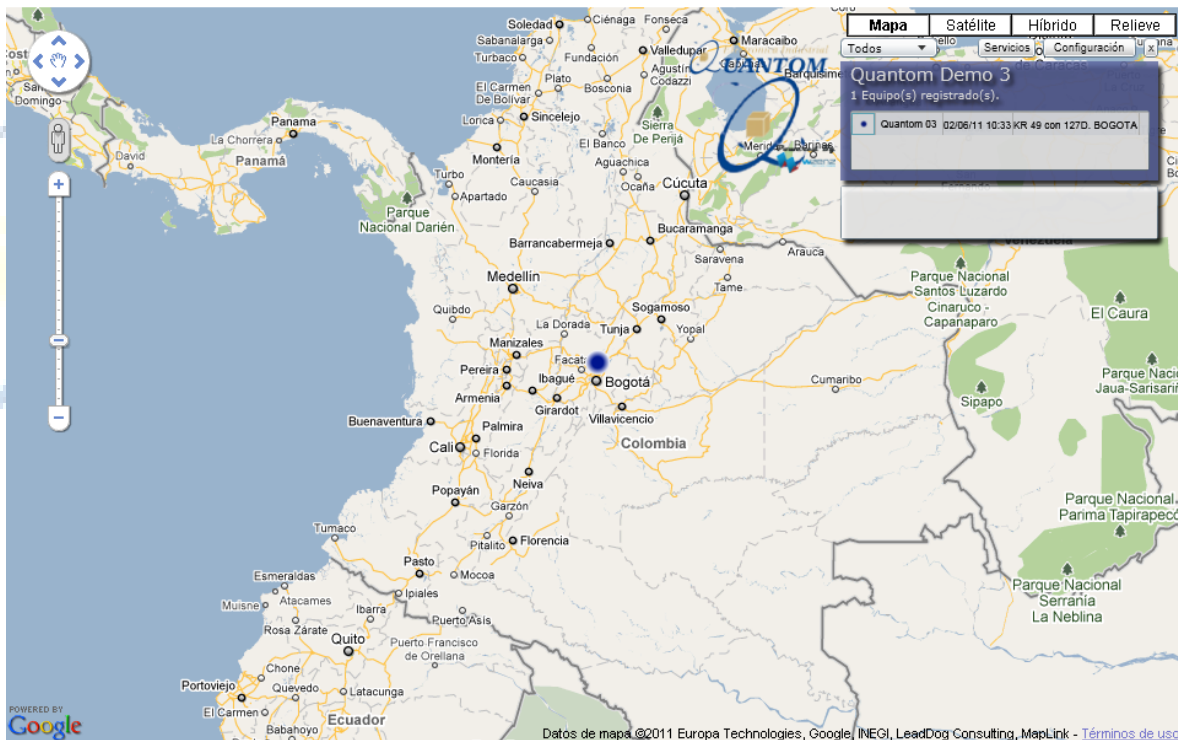 Soledad
Ciénaga
Fonseca
Sabanalarga
Turbaco
Fundación
Valledupar
Maracaibo
Mapa
Satélite
Híbrido
Relieve
Todos
Servicios
Configuración
x
QUANTOM
Quantom Demo 3
1 Equipo(s) registrado(s).
Quantom 03
02/06/11 10:33
KR 49 con 127D. BOGOTA
El Carmen
De Bolívar
Plato
Bosconia
Agustín
Codazzi
Santo
Domingo
David
La Chorrera
Panama
Panamá
Lorica
Sincelejo
Sierra
De Perijá
Montería
El Banco
Aguachica
Ocaña
Merida
Barinas
Turbo
Apartado
Caucasia
Cúcuta
Parque
Nacional Darién
Barrancabermeja
Bucaramanga
Saravena
Arauca
Tame
Venezuela
Parque Nacional
Santos Luzardo
Cinaruco -
Capanaparo
El Caura
Medellín
Quibdo
La Dorada
Sogamoso
Tunja
Yopal
Manizales
Pereira
Ibagué
Bogotá
Armenia
Girardot
Villavicencio
Cumaribo
Sipapo
Buenaventura
Palmira
Cali
Florida
Colombia
Neiva
Popayán
Garzón
Parque Nacional
Parima Tapirapecó
Tumaco
Pitalito
Florencia
Pasto
Mocoa
Ipiales
Parque Nacional
Serranía
La Neblina
Esmeraldas
Muisne
Atacames
Ibarra
Rosa Zárate
Puerto Asís
Quito
Puerto Francisco
de Orellana
Chone
Portoviejo
Quevedo
Latacunga
El Carmen
Ecuador
Babahoyo
POWERED BY
Google
Datos de mapa ©2011 Europa Technologies, Google, INEGI, LeadDog Consulting, MapLink - Términos de uso